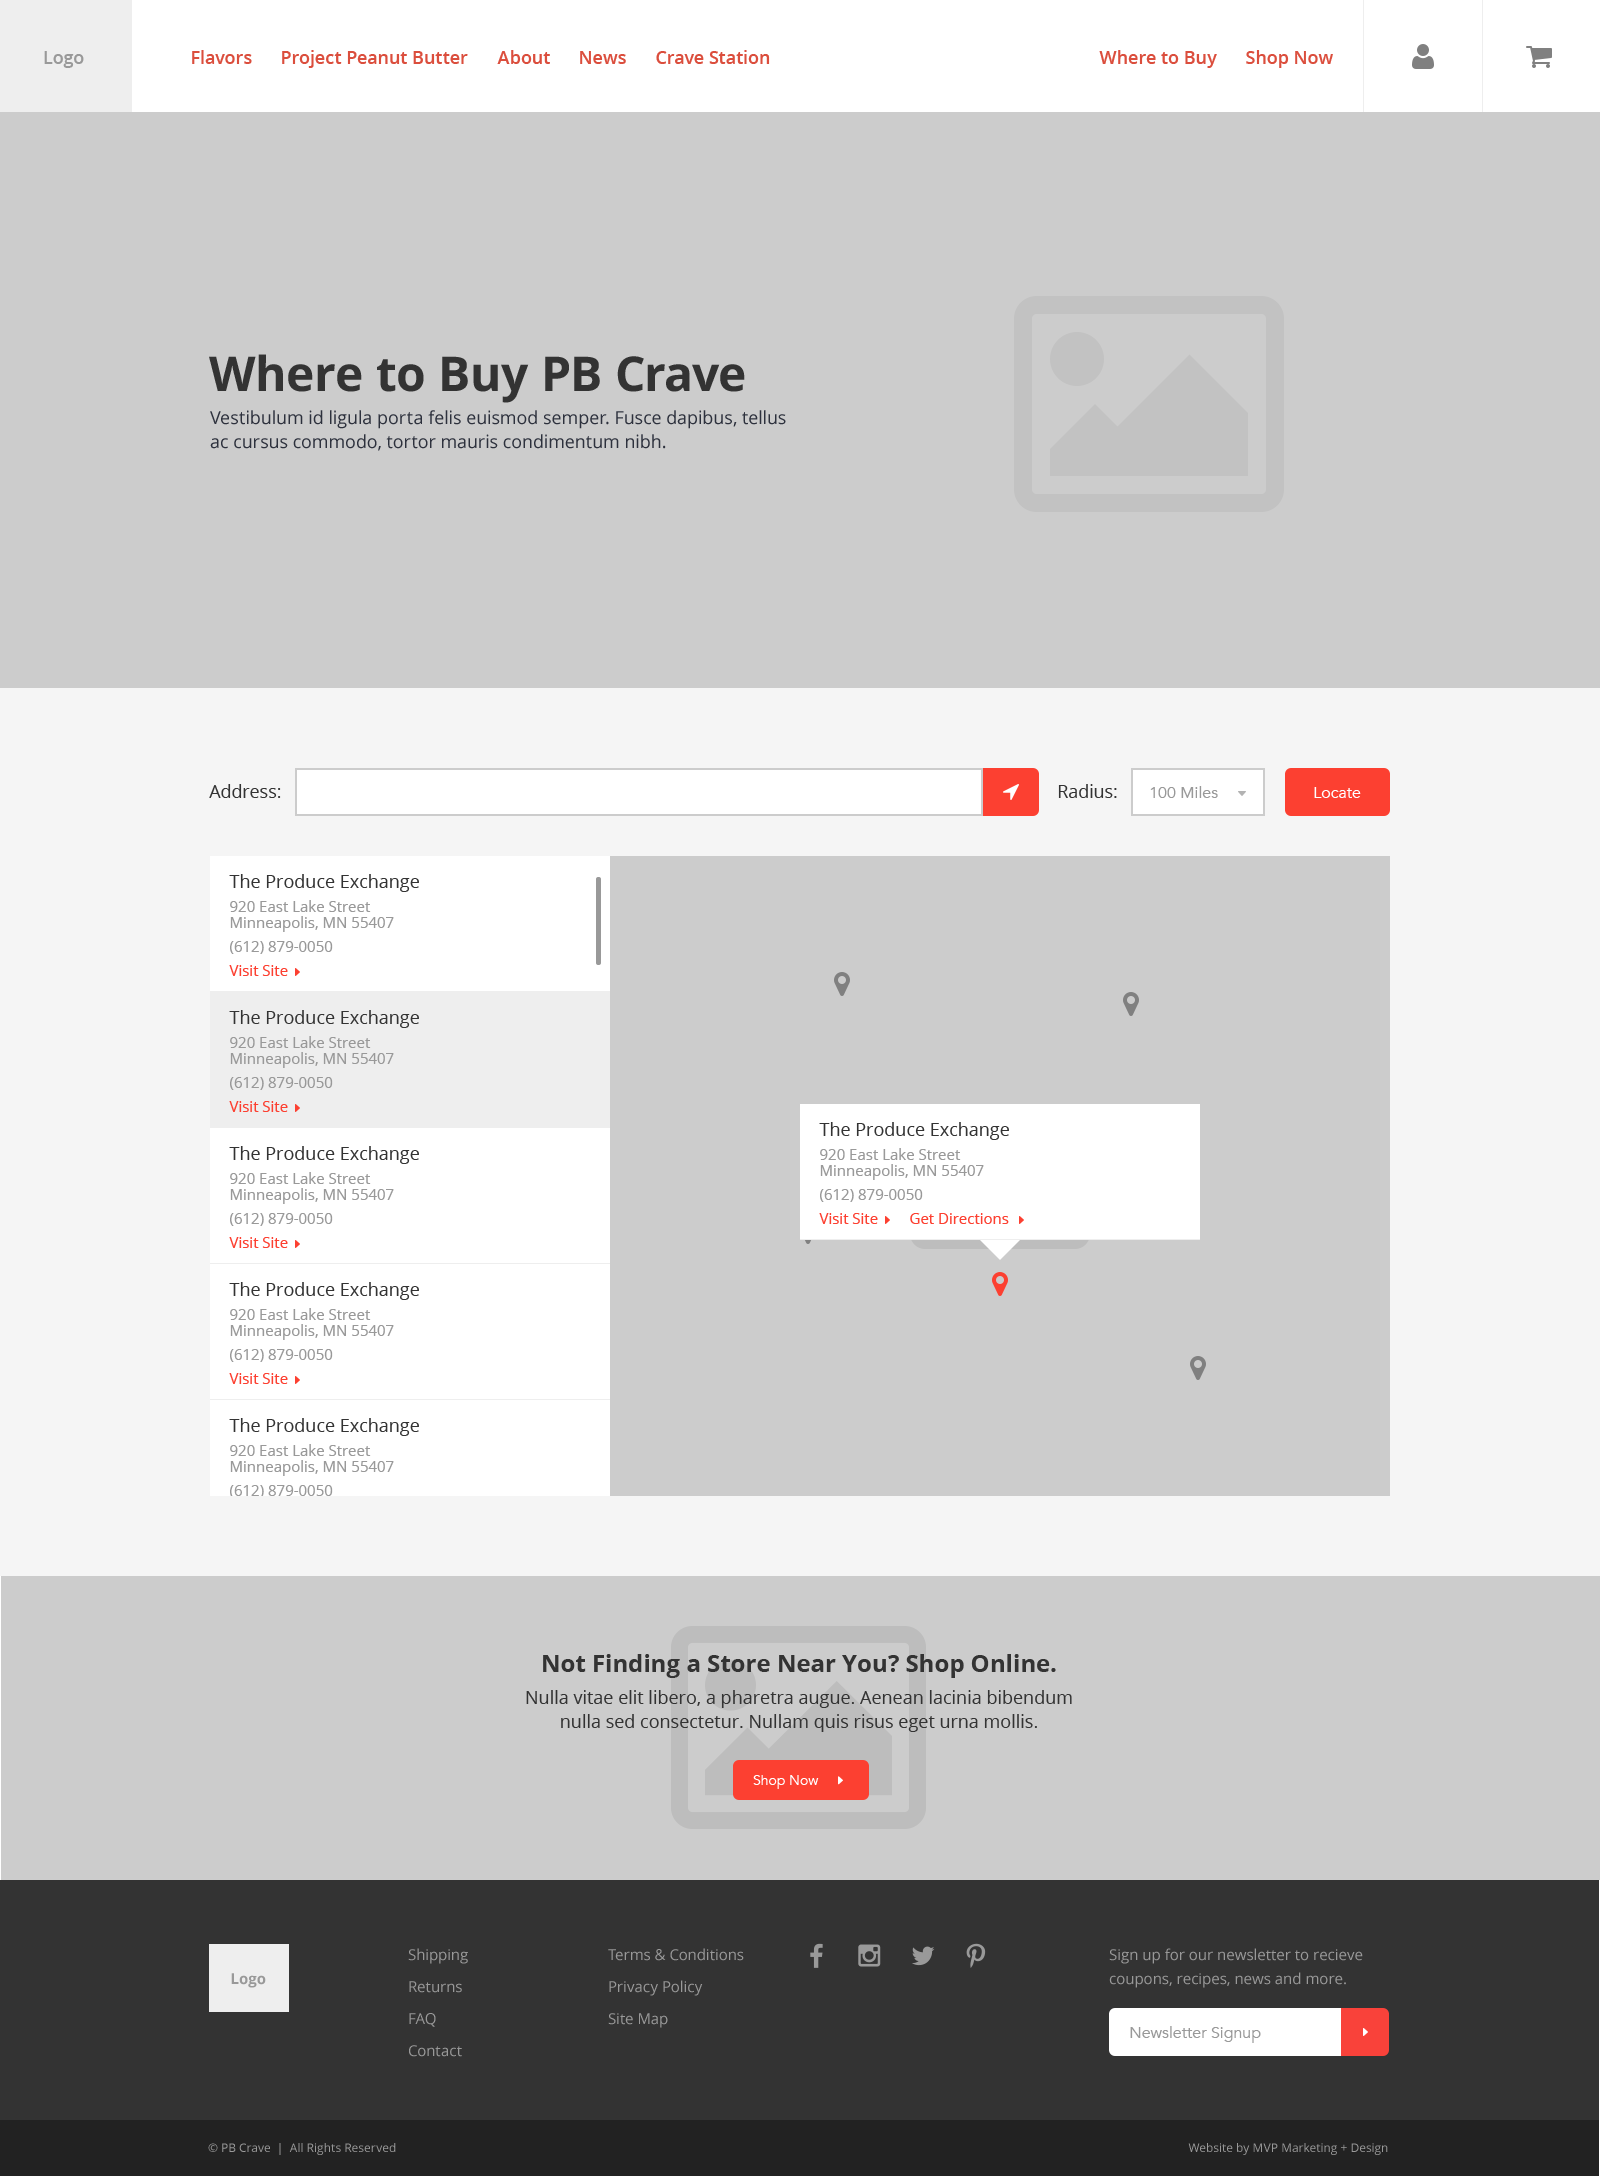 Logo
Flavors
Project Peanut Butter
About
News
Crave Station
Where to Buy
Shop Now
Where to Buy PB Crave
Vestibulum id ligula porta felis euismod semper. Fusce dapibus, tellus
ac cursus commodo, tortor mauris condimentum nibh.
Address:
Radius:
100 Miles
Locate
The Produce Exchange
920 East Lake Street
Minneapolis, MN 55407
(612) 879-0050
Visit Site
The Produce Exchange
920 East Lake Street
Minneapolis, MN 55407
(612) 879-0050
Visit Site
The Produce Exchange
920 East Lake Street
Minneapolis, MN 55407
(612) 879-0050
Visit Site
The Produce Exchange
920 East Lake Street
Minneapolis, MN 55407
(612) 879-0050
Visit Site
The Produce Exchange
920 East Lake Street
Minneapolis, MN 55407
(612) 879-0050
The Produce Exchange
920 East Lake Street
Minneapolis, MN 55407
(612) 879-0050
Visit Site
Get Directions
Not Finding a Store Near You? Shop Online.
Nulla vitae elit libero, a pharetra augue. Aenean lacinia bibendum
nulla sed consectetur. Nullam quis risus eget urna mollis.
Shop Now
Logo
Shipping
Returns
FAQ
Contact
Terms & Conditions
Privacy Policy
Site Map
Sign up for our newsletter to recieve
coupons, recipes, news and more.
Newsletter Signup
© PB Crave | All Rights Reserved
Website by MVP Marketing + Design